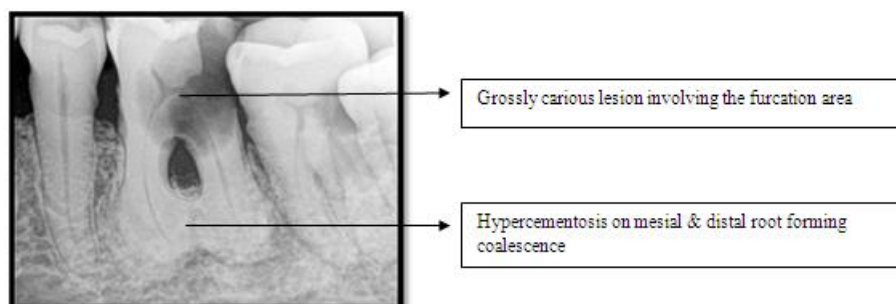 Grossly carious lesion involving the furcation area
Hypercementosis on mesial & distal root forming
coalescence